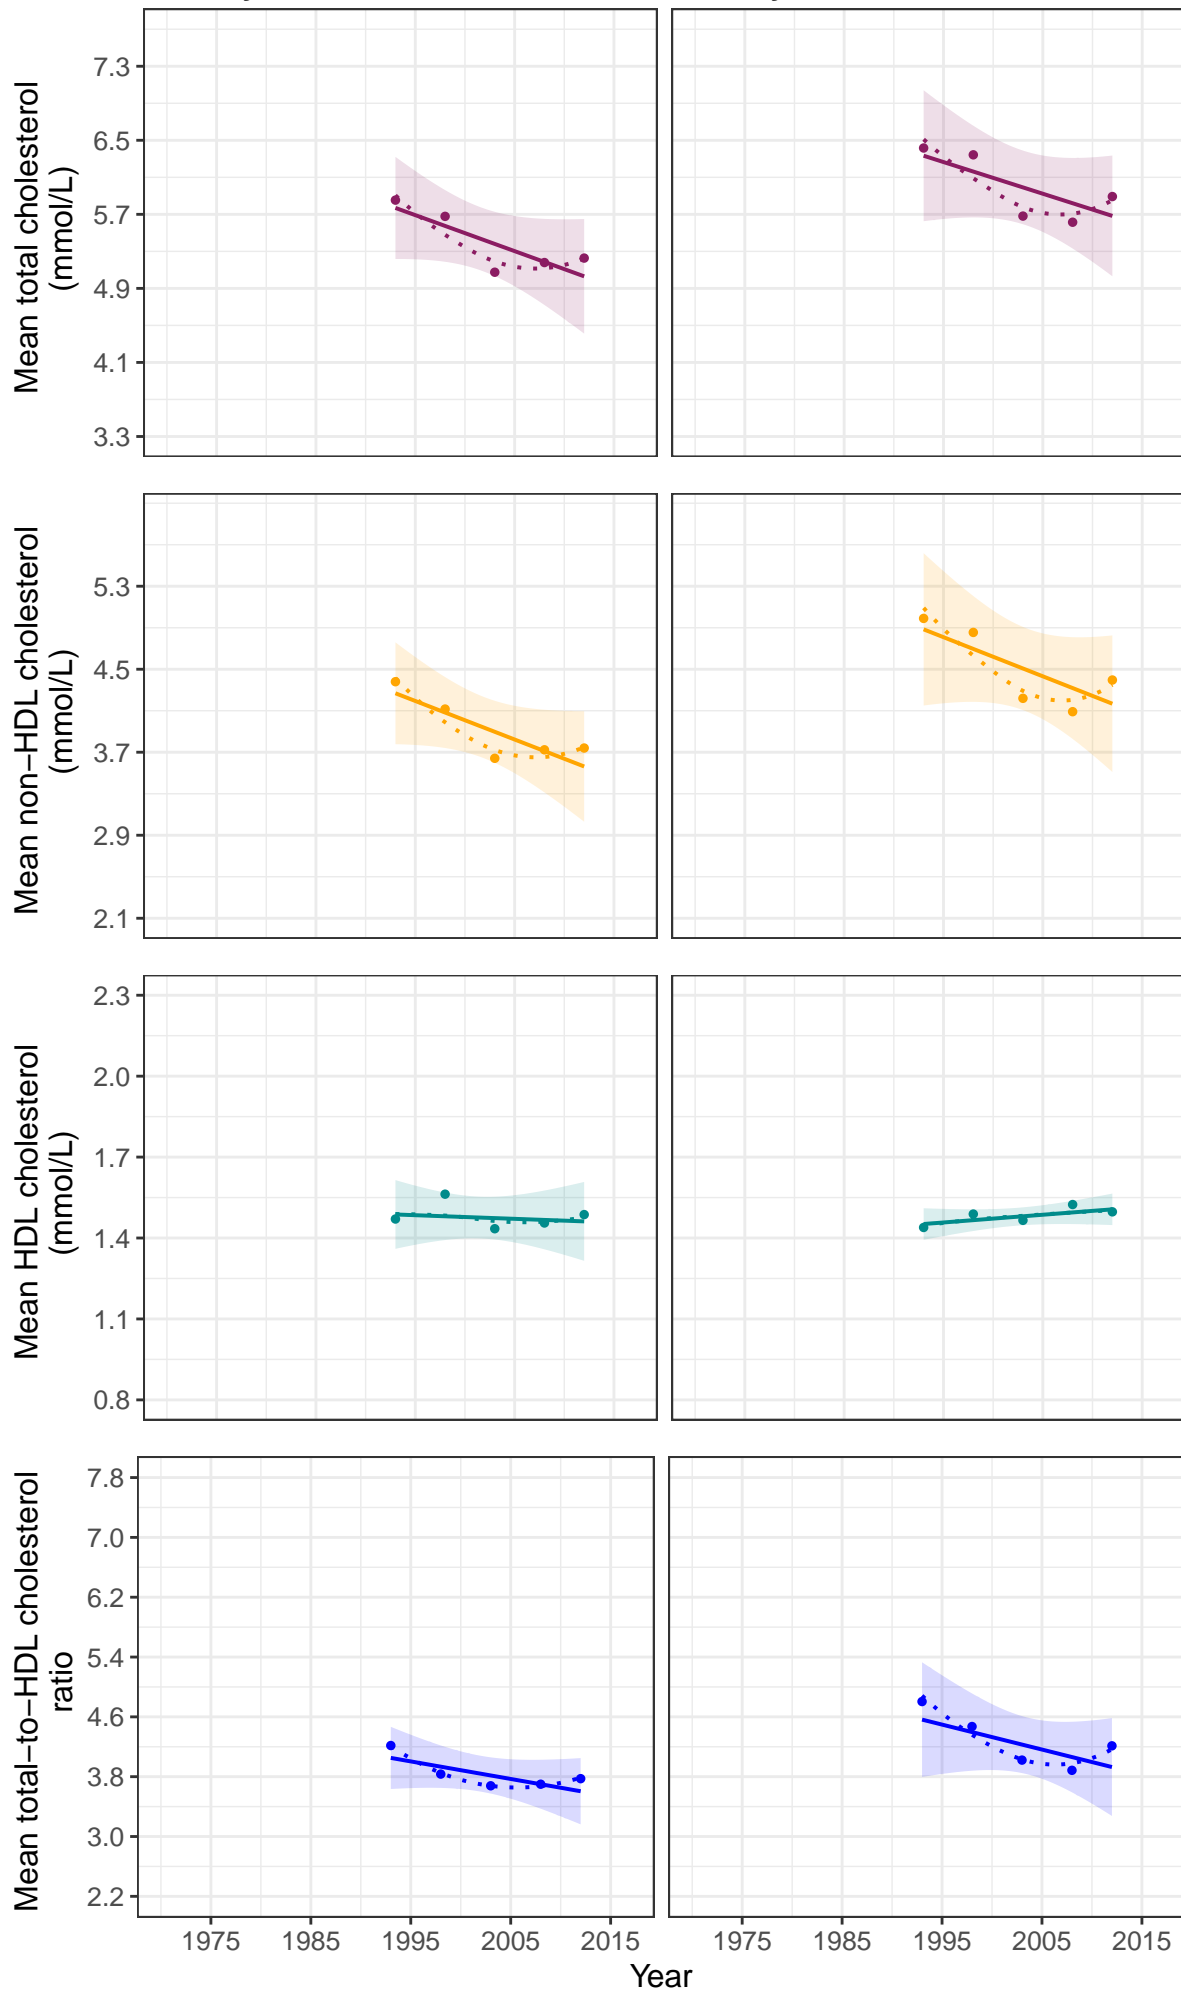 Mean total cholesterol
(mmol/L)
7.3
6.5
5.7
4.9
4.1
3.3
Mean non−HDL cholesterol
(mmol/L)
5.3
4.5
3.7
2.9
2.1
Mean HDL cholesterol
(mmol/L)
2.3
2.0
1.7
1.4
1.1
0.8
Mean total−to−HDL cholesterol
ratio
7.8
7.0
6.2
5.4
4.6
3.8
3.0
2.2
1975 1985 1995 2005 2015 1975 1985 1995 2005 2015
Year